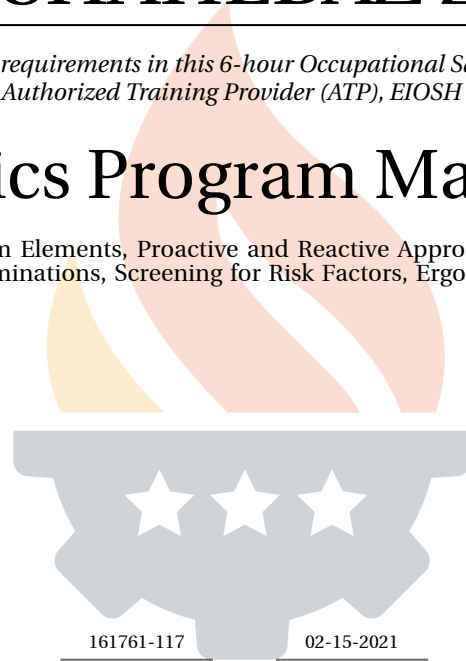 requirements in this 6-hour Occupational Sa
Authorized Training Provider (ATP), EIOSH
ics Program Ma
m Elements, Proactive and Reactive Appro
minations, Screening for Risk Factors, Ergo
161761-117 02-15-2021